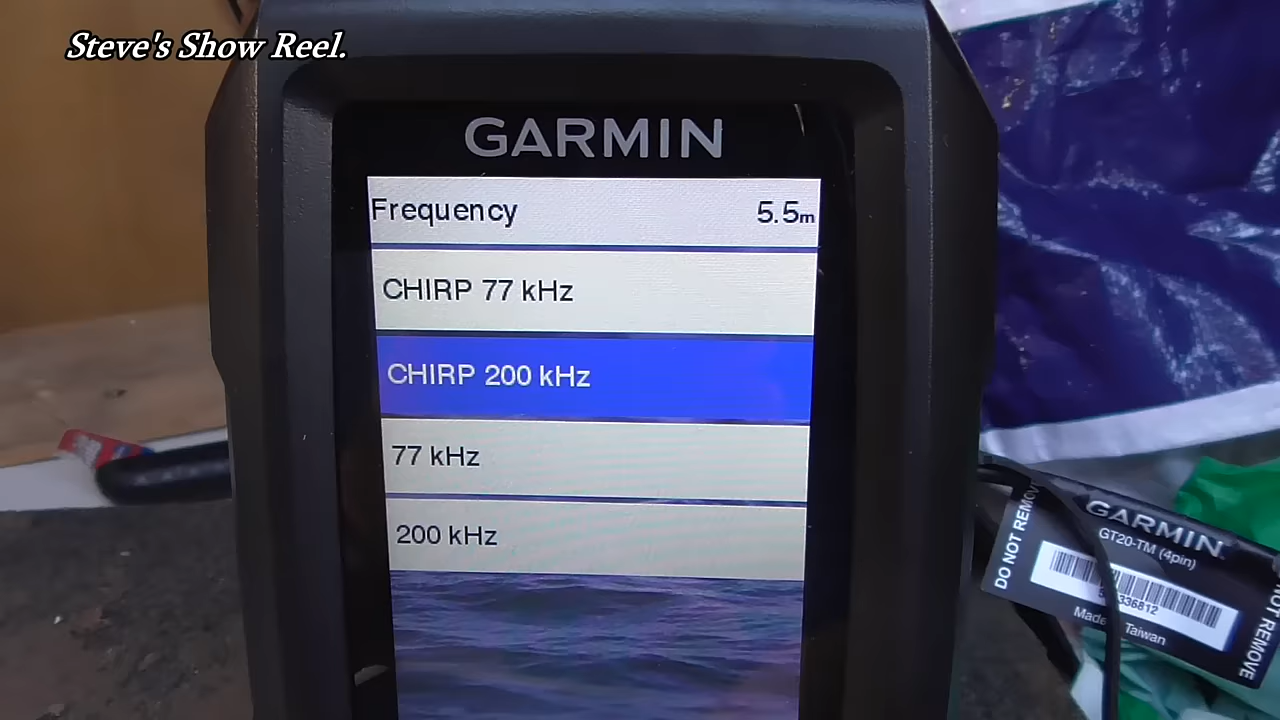 Steve's Show Reel.
GARMIN
Frequency 5.5m
CHIRP 77 kHz
CHIRP 200 kHz
77 kHz
200 kHz
DO NOT REMOVE
GARMIN
GT20-TM (4pin)
336812
Made Taiwan
NOT REMOVE